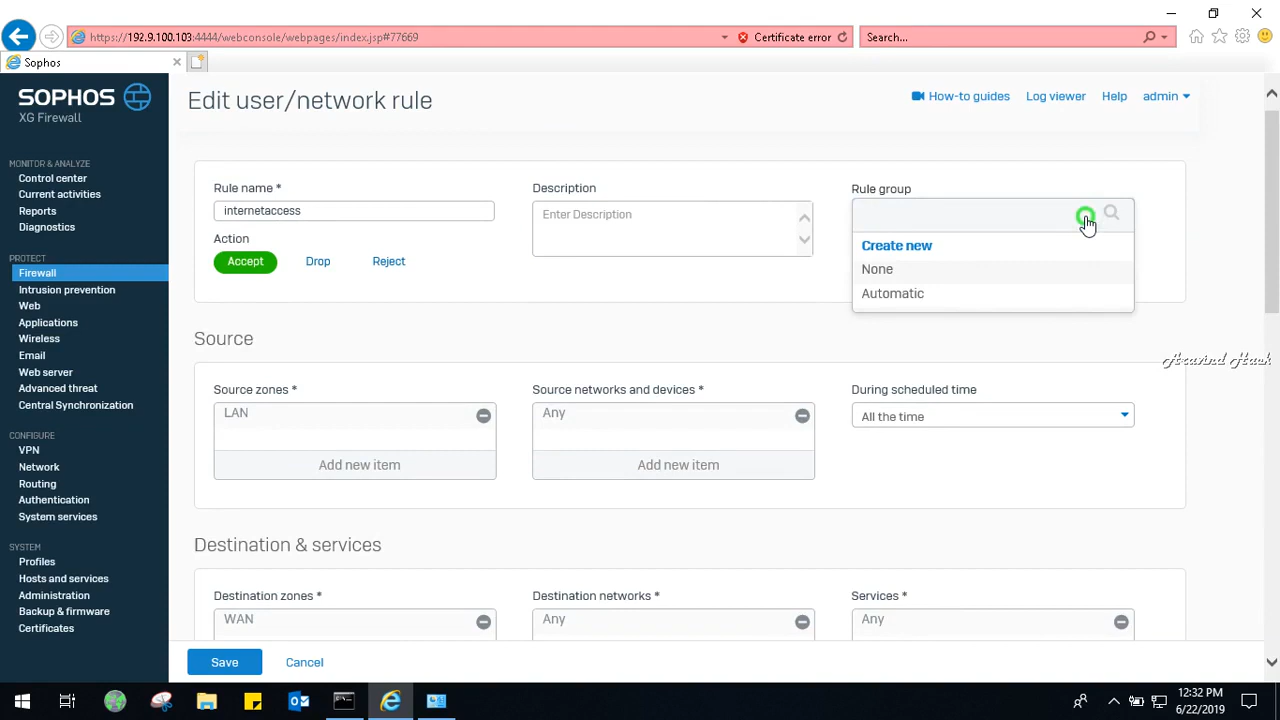 https://192.9.100.103:4444/webconsole/webpages/index.jsp#77669
Certificate error
Search...
Sophos
SOPHOS
XG Firewall
Edit user/network rule
How-to guides
Log viewer
Help
admin
MONITOR & ANALYZE
Control center
Current activities
Reports
Diagnostics
PROTECT
Firewall
Intrusion prevention
Web
Applications
Wireless
Email
Web server
Advanced threat
Central Synchronization
CONFIGURE
VPN
Network
Routing
Authentication
System services
SYSTEM
Profiles
Hosts and services
Administration
Backup & firmware
Certificates
Rule name *
internetaccess
Action
Accept
Drop
Reject
Description
Enter Description
Rule group
Create new
None
Automatic
Aravind Hack
Source
Source zones *
LAN
Add new item
Source networks and devices *
Any
Add new item
During scheduled time
All the time
Destination & services
Destination zones *
WAN
Destination networks *
Any
Services *
Any
Save
Cancel
12:32 PM
6/22/2019